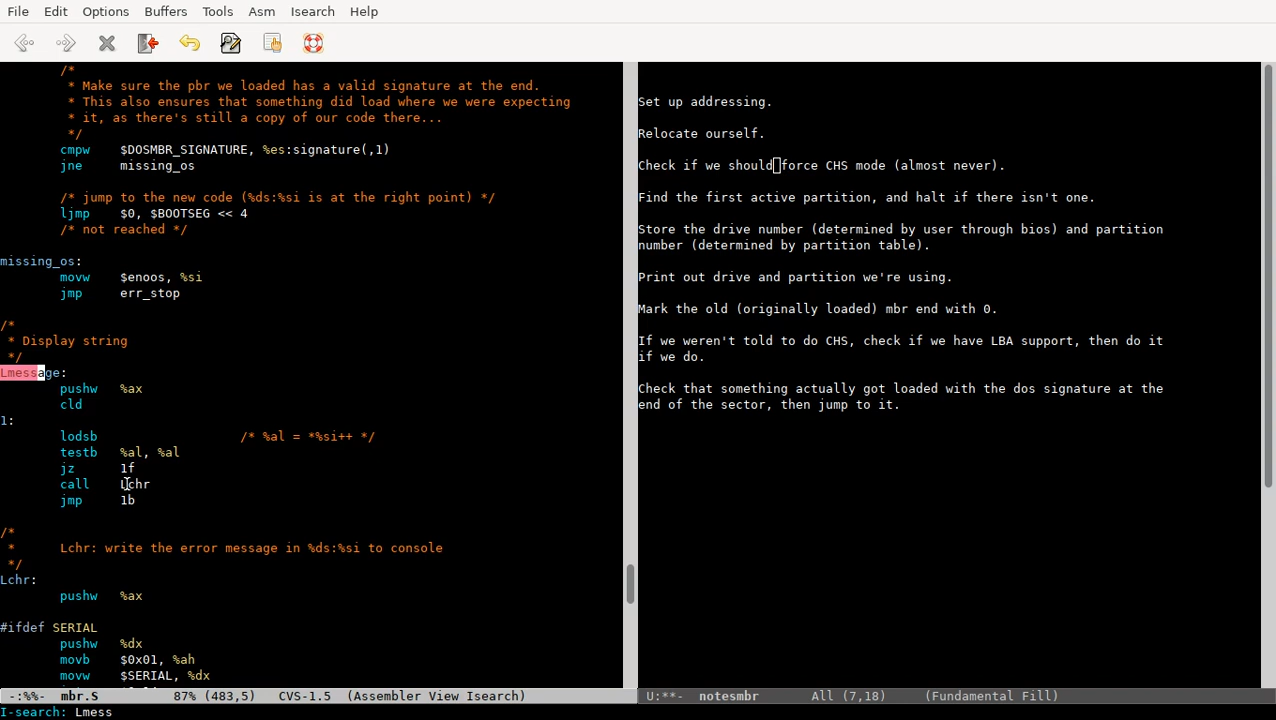 File Edit Options Buffers Tools Asm Isearch Help
/*
* Make sure the pbr we loaded has a valid signature at the end.
* This also ensures that something did load where we were expecting
* it, as there's still a copy of our code there...
*/
cmpw $DOSMBR_SIGNATURE, %es:signature(,1)
jne missing_os
/* jump to the new code (%ds:%si is at the right point) */
ljmp $0, $BOOTSEG << 4
/* not reached */
missing_os:
movw $enoos, %si
jmp err_stop
/*
* Display string
*/
Lmessage:
pushw %ax
cld
1:
lodsb /* %al = *%si++ */
testb %al, %al
jz 1f
call Lchr
jmp 1b
/*
* Lchr: write the error message in %ds:%si to console
*/
Lchr:
pushw %ax
#ifdef SERIAL
pushw %dx
movb $0x01, %ah
movw $SERIAL, %dx
-:%%- mbr.S 87% (483,5) CVS-1.5 (Assembler View Isearch)
I-search: Lmess
Set up addressing.
Relocate ourself.
Check if we should force CHS mode (almost never).
Find the first active partition, and halt if there isn't one.
Store the drive number (determined by user through bios) and partition
number (determined by partition table).
Print out drive and partition we're using.
Mark the old (originally loaded) mbr end with 0.
If we weren't told to do CHS, check if we have LBA support, then do it
if we do.
Check that something actually got loaded with the dos signature at the
end of the sector, then jump to it.
U:**- notesmbr All (7,18) (Fundamental Fill)